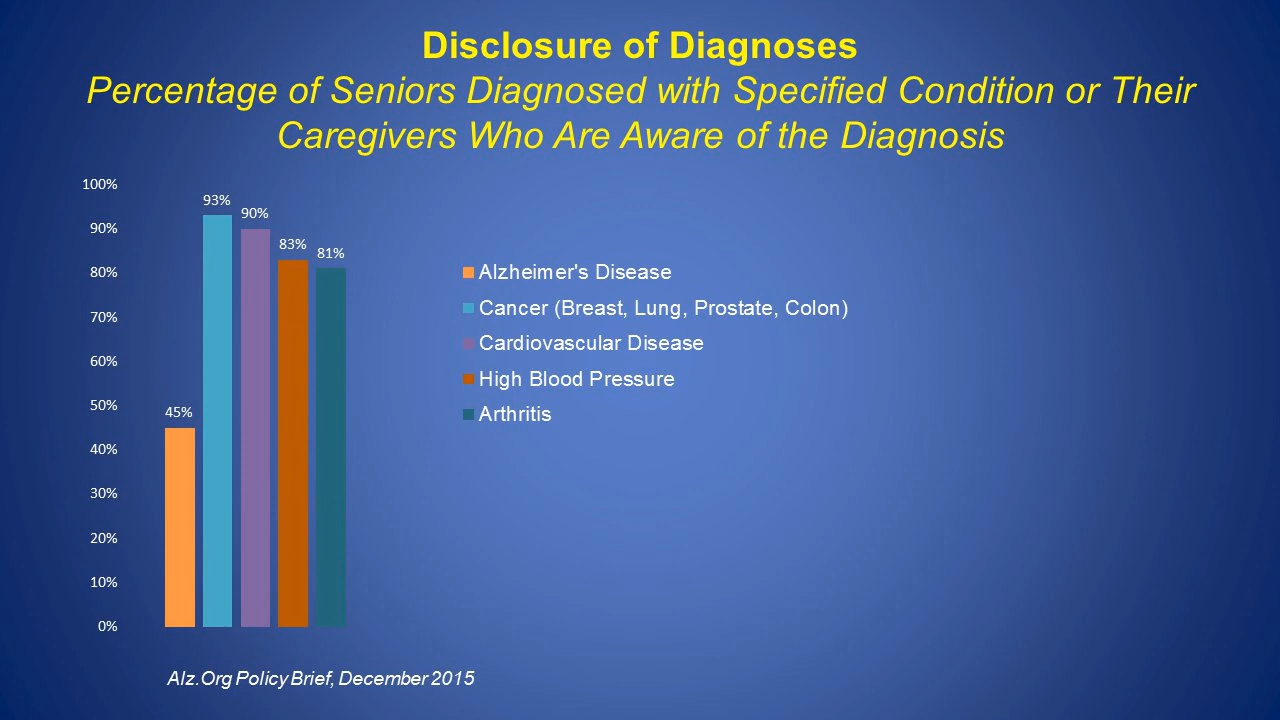 Disclosure of Diagnoses
Percentage of Seniors Diagnosed with Specified Condition or Their
Caregivers Who Are Aware of the Diagnosis
100%
90%
80%
70%
60%
50%
40%
30%
20%
10%
0%
45%
93%
90%
83%
81%
Alzheimer's Disease
Cancer (Breast, Lung, Prostate, Colon)
Cardiovascular Disease
High Blood Pressure
Arthritis
Alz.Org Policy Brief, December 2015